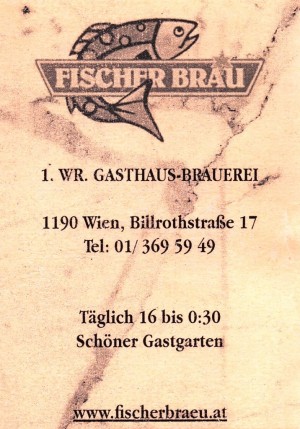 FISCHER BRÄU
1. WR. GASTHAUS-BRAUEREI
1190 Wien, Billrothstraße 17
Tel: 01/ 369 59 49
Täglich 16 bis 0:30
Schöner Gastgarten
www.fischerbraeu.at